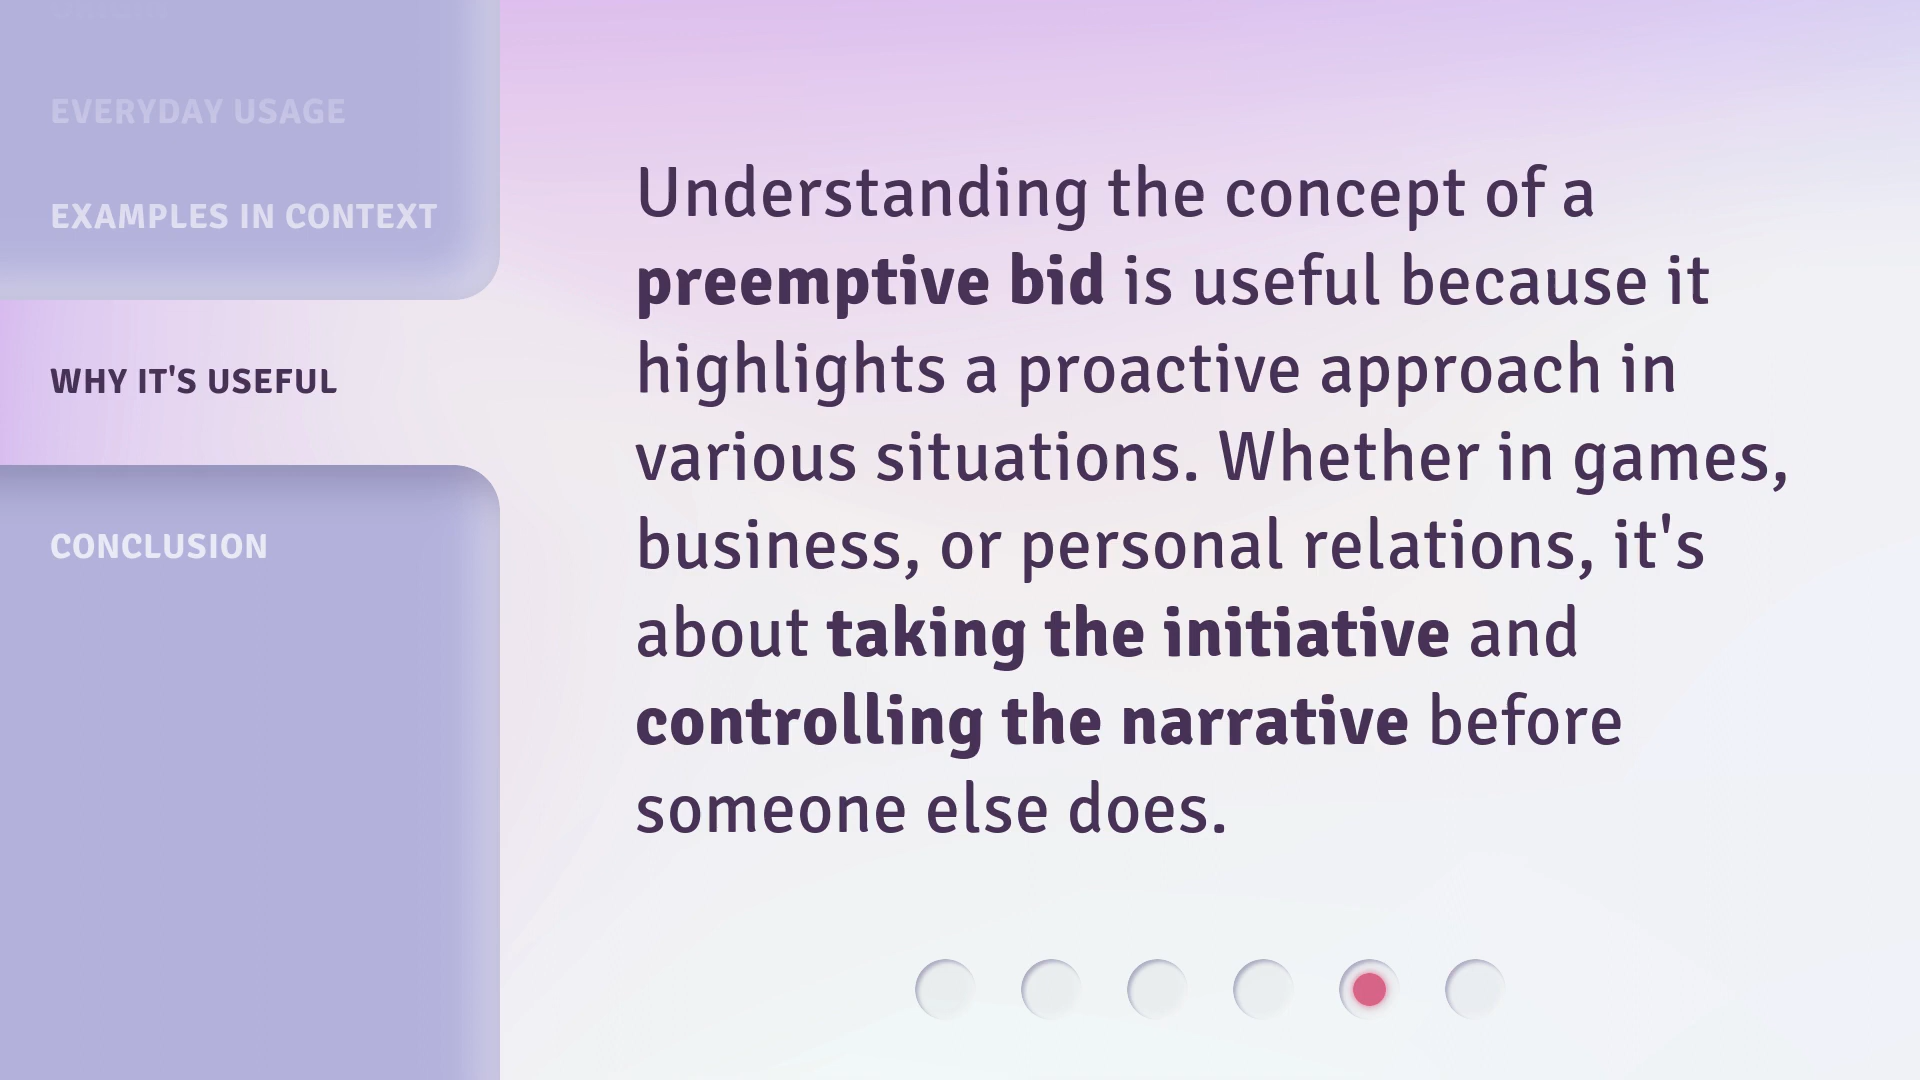 EVERYDAY USAGE
EXAMPLES IN CONTEXT
WHY IT'S USEFUL
CONCLUSION
Understanding the concept of a
preemptive bid is useful because it
highlights a proactive approach in
various situations. Whether in games,
business, or personal relations, it's
about taking the initiative and
controlling the narrative before
someone else does.